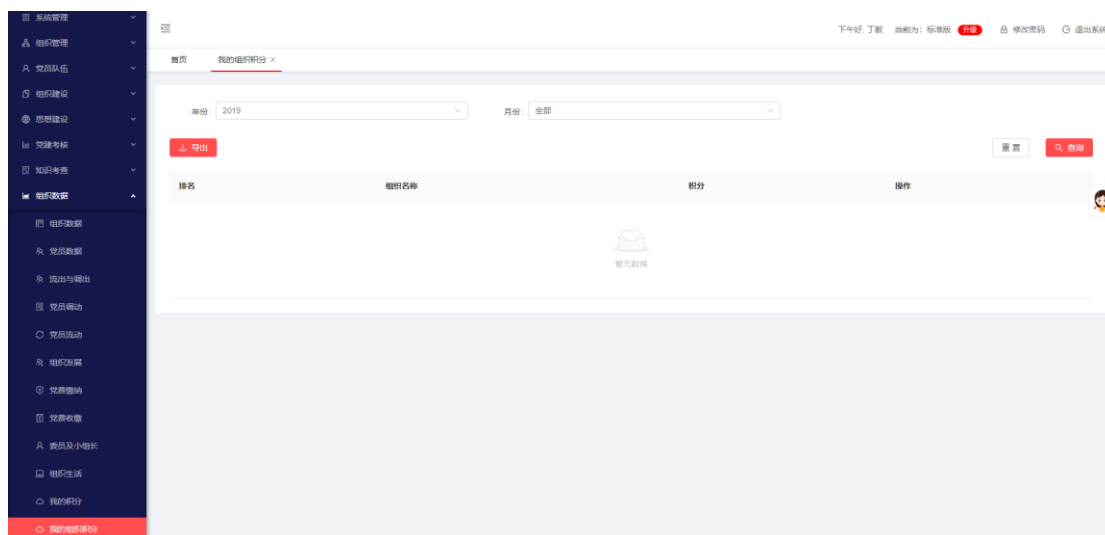 系统管理
组织管理
党员队伍
组织建设
思想建设
党建考核
知识考查
组织数据
组织数据
党员数据
流出与调出
党员调动
党员流动
组织发展
党费缴纳
党费收缴
委员及小组长
组织生活
我的积分
我的组织积分
下午好, 丁毅 当前为: 标准版 升级 修改密码 退出系统
首页 我的组织积分 ×
年份: 2019 月份: 全部
导出 重置 查询
排名 组织名称 积分 操作
暂无数据